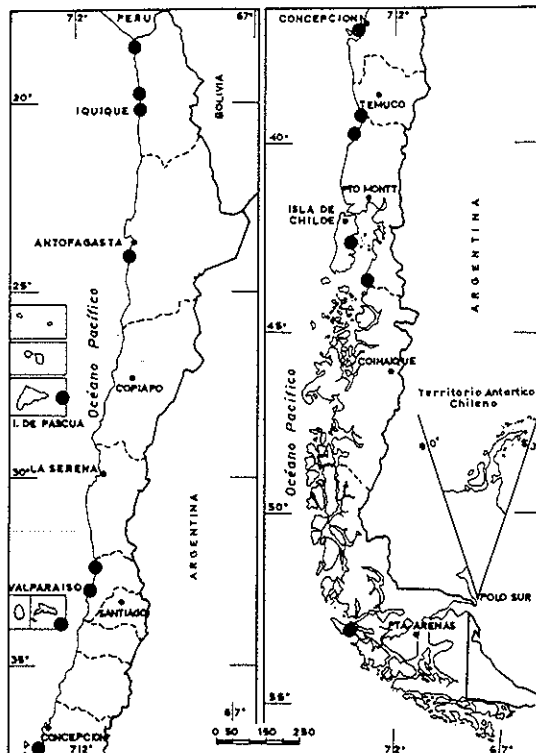 72°
67°
PERU
20°
IQUIQUE
BOLIVIA
ANTOFAGASTA
25°
Océano Pacífico
COPIAPO
I. DE PASCUA
30°
LA SERENA
ARGENTINA
VALPARAISO
SANTIAGO
35°
CONCEPCION
72°
67°
0 50 150 250
CONCEPCION
72°
TEMUCO
40°
PTO MONTT
ISLA DE
CHILOE
ARGENTINA
45°
COIHAIQUE
Océano Pacífico
Territorio Antártico
Chileno
50°
POLO SUR
PTA ARENAS
55°
72°
67°